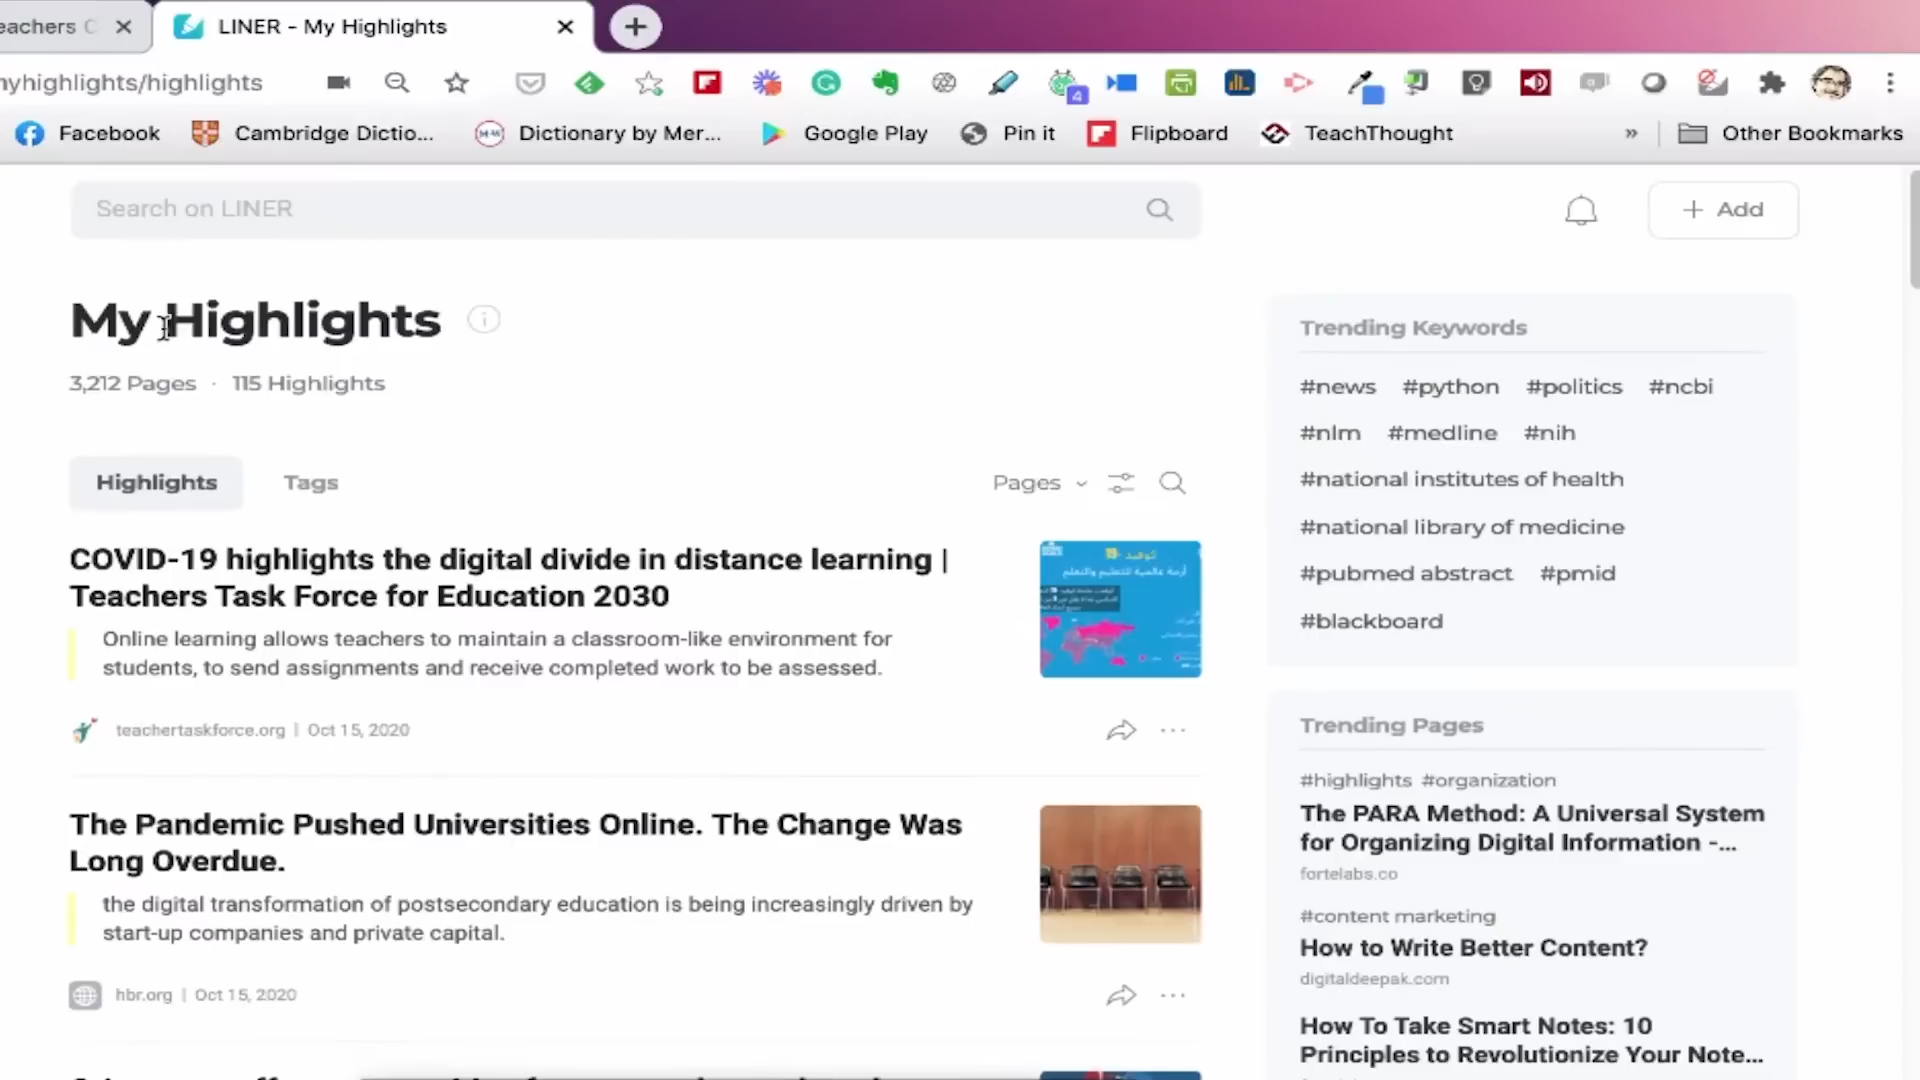 eachers C
LINER - My Highlights
myhighlights/highlights
4
Facebook
Cambridge Dictio...
Dictionary by Mer...
Google Play
Pin it
Flipboard
TeachThought
»
Other Bookmarks
Search on LINER
+ Add
My Highlights
3,212 Pages · 115 Highlights
Highlights
Tags
Pages
COVID-19 highlights the digital divide in distance learning |
Teachers Task Force for Education 2030
Online learning allows teachers to maintain a classroom-like environment for
students, to send assignments and receive completed work to be assessed.
teachertaskforce.org | Oct 15, 2020
The Pandemic Pushed Universities Online. The Change Was
Long Overdue.
the digital transformation of postsecondary education is being increasingly driven by
start-up companies and private capital.
hbr.org | Oct 15, 2020
Trending Keywords
#news #python #politics #ncbi
#nlm #medline #nih
#national institutes of health
#national library of medicine
#pubmed abstract #pmid
#blackboard
Trending Pages
#highlights #organization
The PARA Method: A Universal System
for Organizing Digital Information -...
fortelabs.co
#content marketing
How to Write Better Content?
digitaldeepak.com
How To Take Smart Notes: 10
Principles to Revolutionize Your Note...